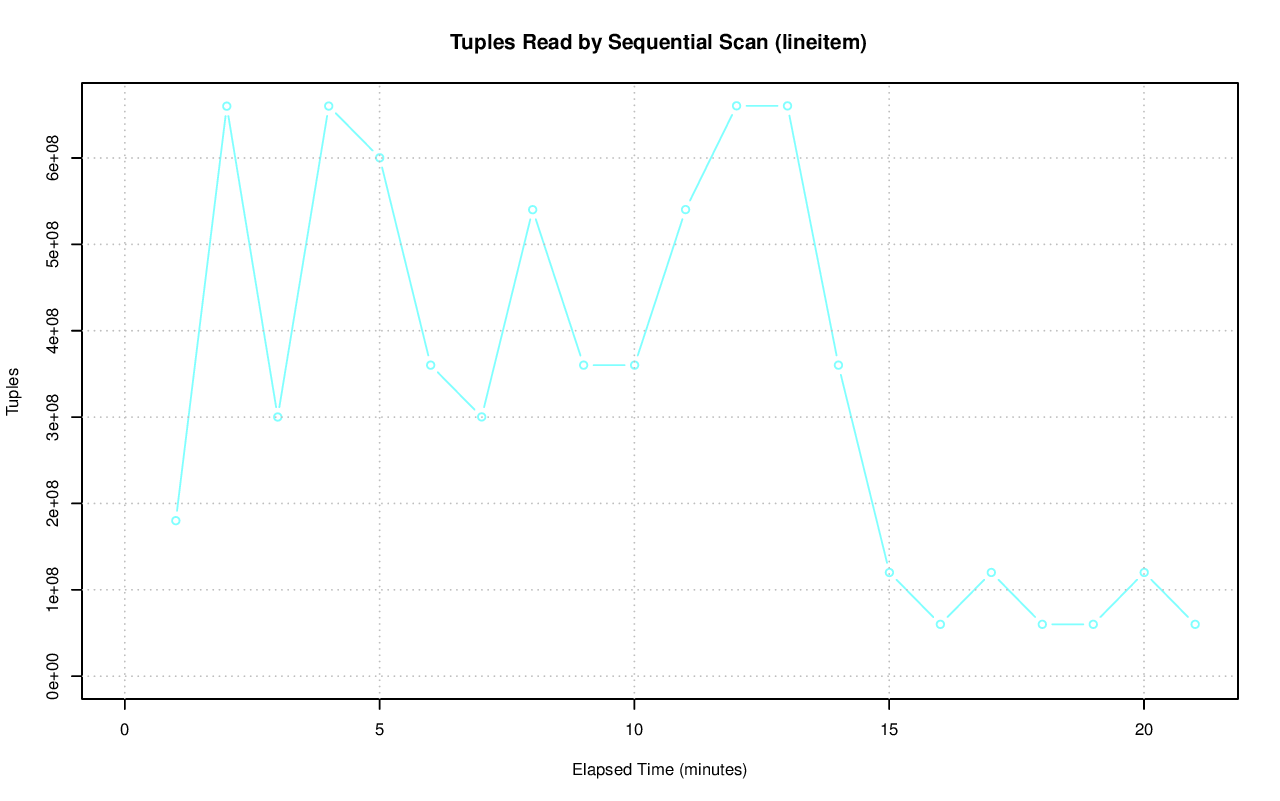 Tuples Read by Sequential Scan (lineitem)
Tuples
6e+08
5e+08
4e+08
3e+08
2e+08
1e+08
0e+00
0 5 10 15 20
Elapsed Time (minutes)